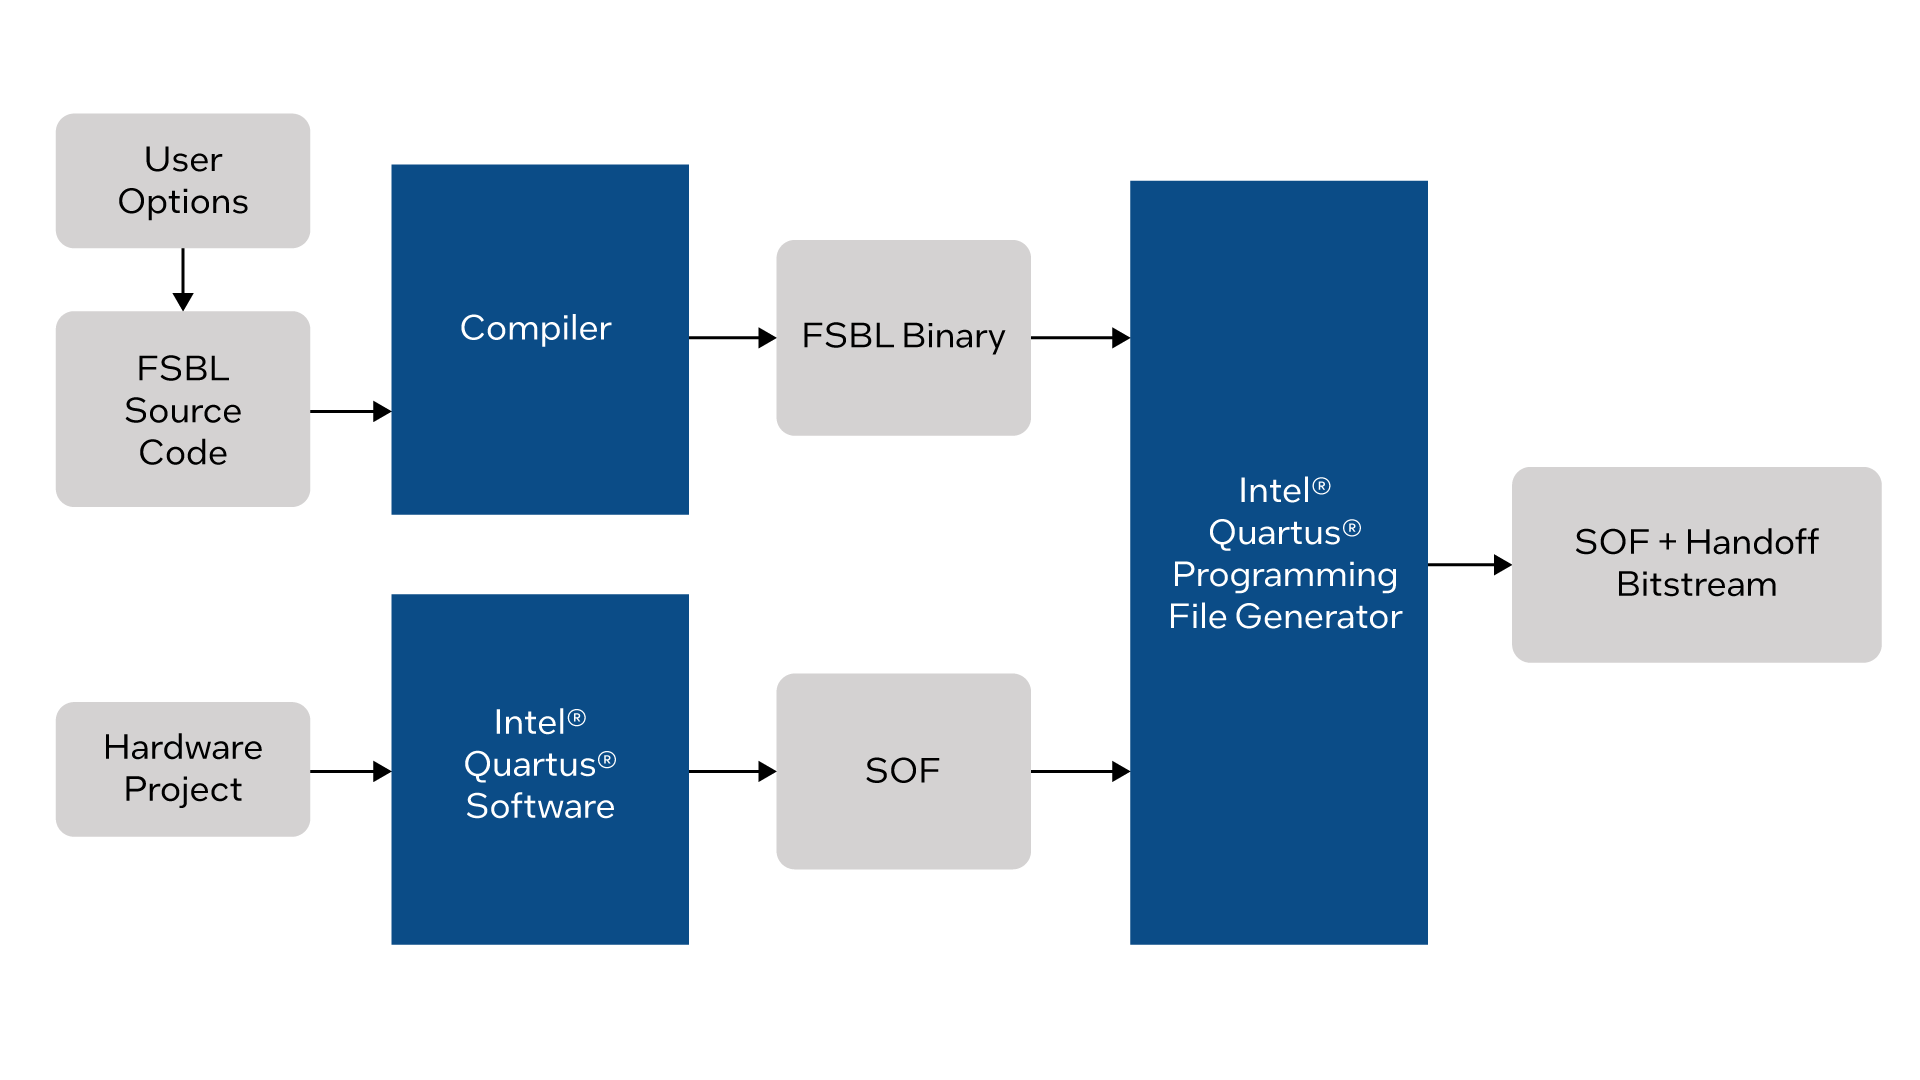 User
Options
FSBL
Source
Code
Compiler
FSBL Binary
Hardware
Project
Intel®
Quartus®
Software
SOF
Intel®
Quartus®
Programming
File Generator
SOF + Handoff
Bitstream